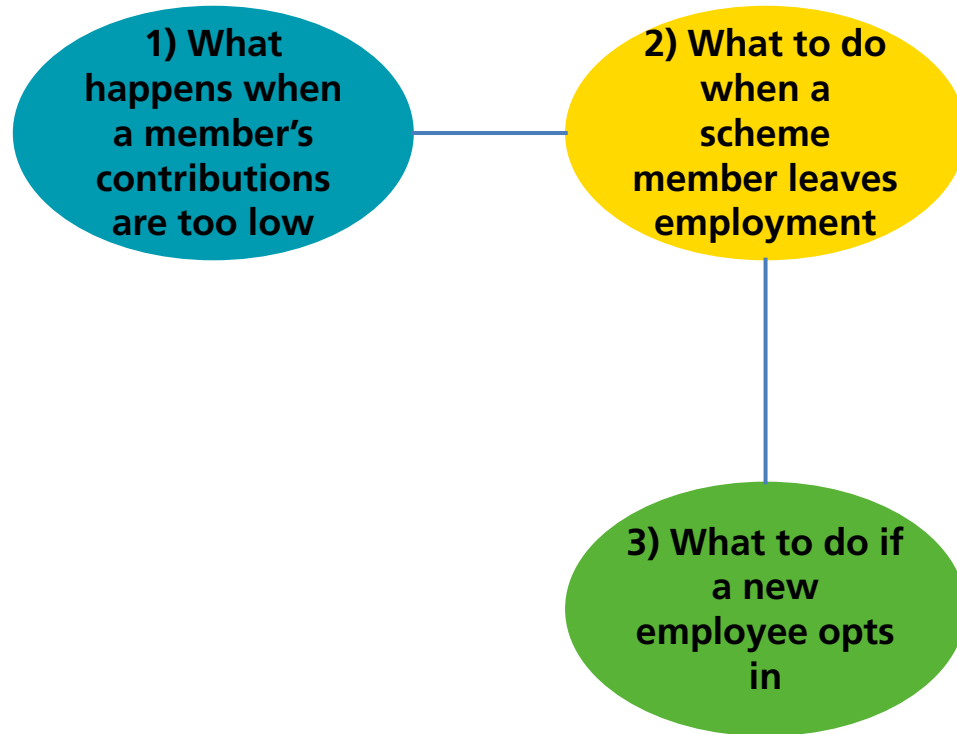 1) What
happens when
a member's
contributions
are too low
2) What to do
when a
scheme
member leaves
employment
3) What to do if
a new
employee opts
in